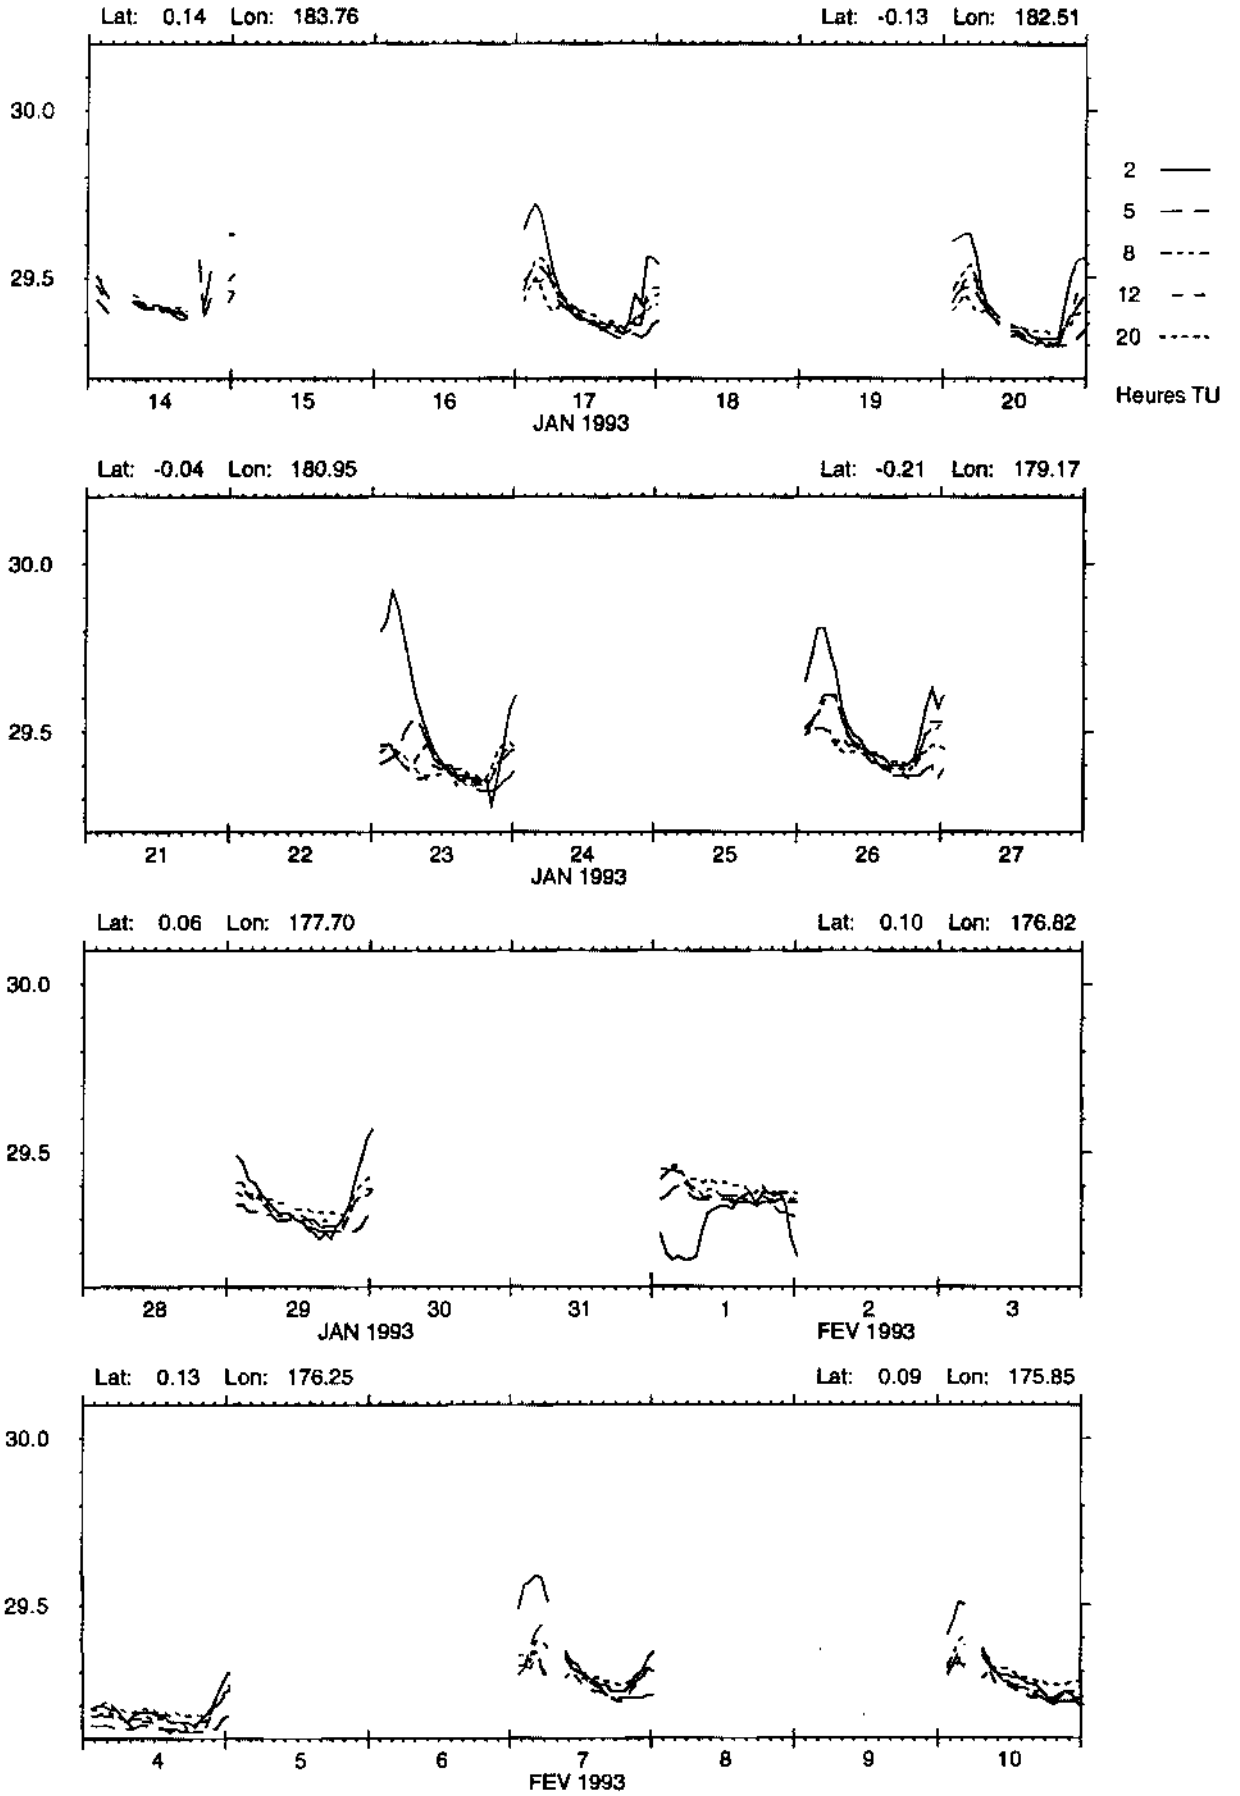 Lat: 0.14 Lon: 183.76 Lat: -0.13 Lon: 182.51
30.0
2
5
29.5
8
12
20
14 15 16 17 18 19 20
Heures TU
JAN 1993
Lat: -0.04 Lon: 180.95 Lat: -0.21 Lon: 179.17
30.0
29.5
21 22 23 24 25 26 27
JAN 1993
Lat: 0.06 Lon: 177.70 Lat: 0.10 Lon: 176.82
30.0
29.5
28 29 30 31 1 2 3
JAN 1993 FEV 1993
Lat: 0.13 Lon: 176.25 Lat: 0.09 Lon: 175.85
30.0
29.5
4 5 6 7 8 9 10
FEV 1993